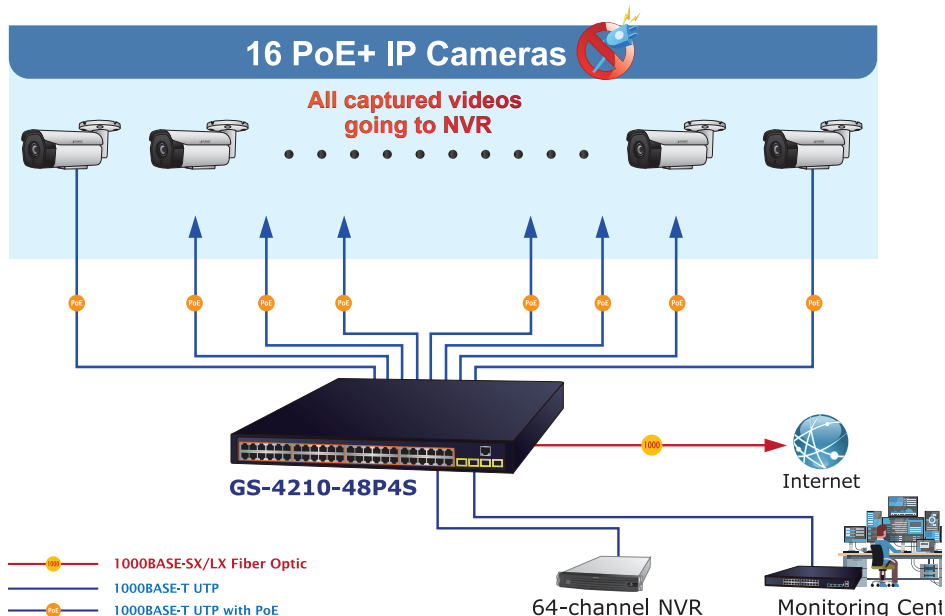 16 PoE+ IP Cameras
All captured videos
going to NVR
PoE PoE PoE PoE PoE PoE PoE PoE
1000
Internet
GS-4210-48P4S
1000 1000BASE-SX/LX Fiber Optic
1000BASE-T UTP
PoE 1000BASE-T UTP with PoE
64-channel NVR
Monitoring Cent